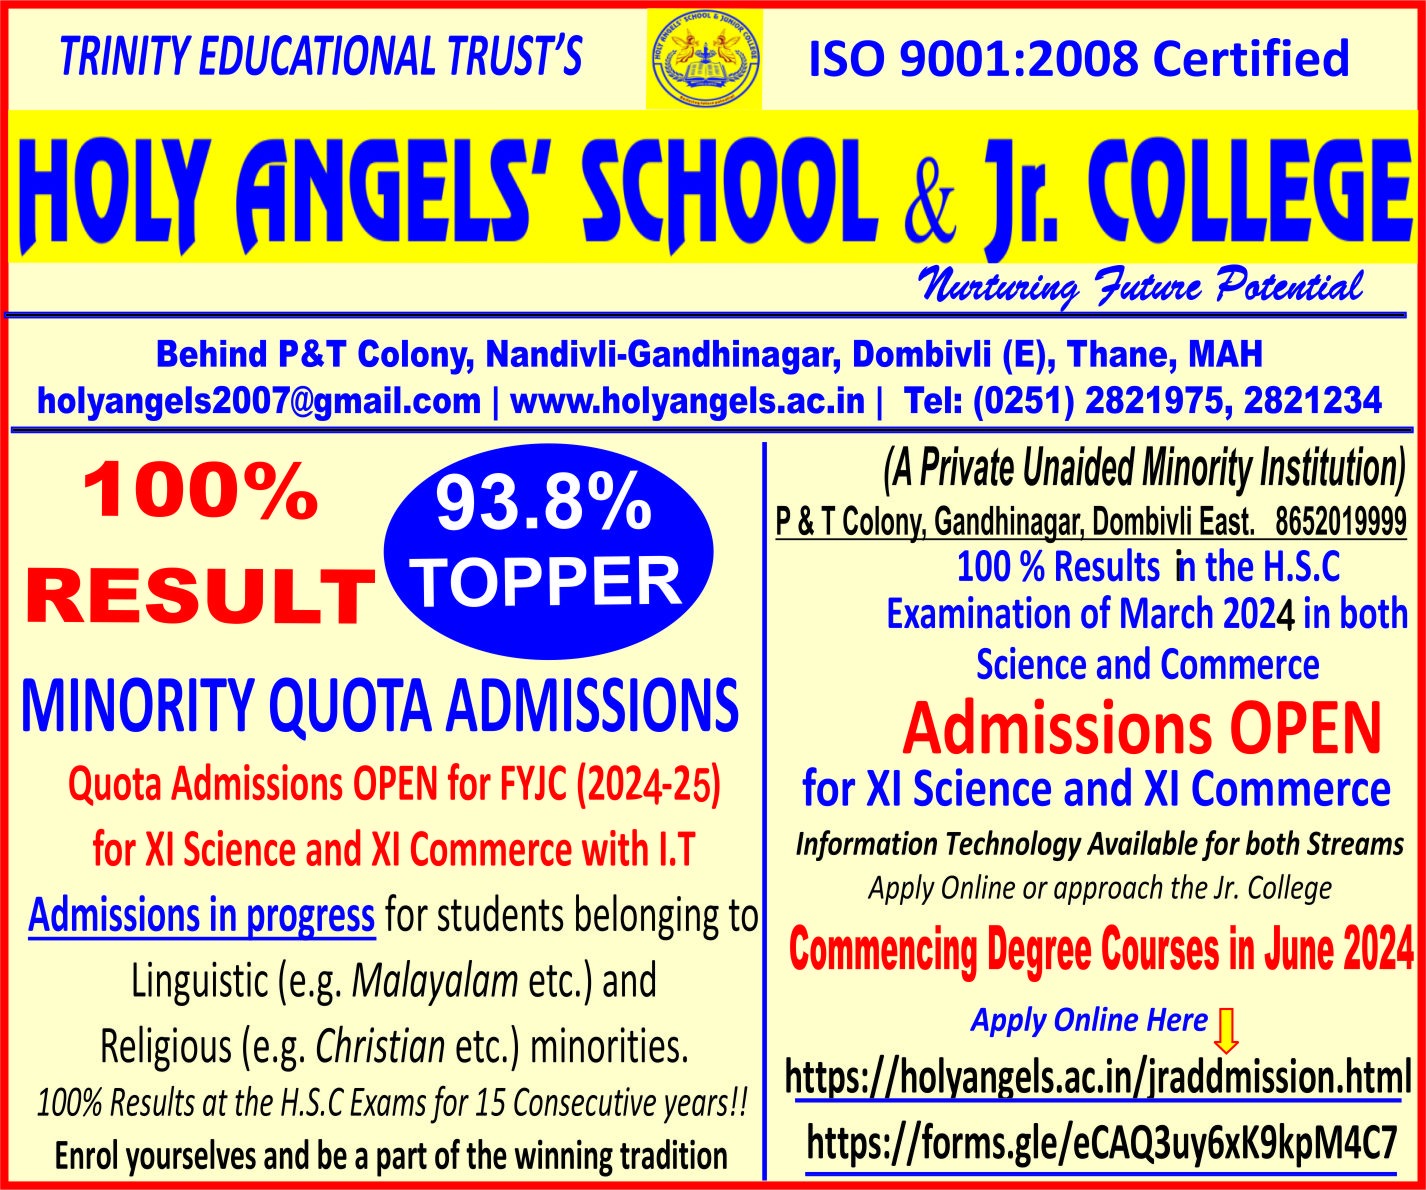 TRINITY EDUCATIONAL TRUST'S
HOLY ANGELS' SCHOOL & JUNIOR COLLEGE
ISO 9001:2008 Certified
HOLY ANGELS' SCHOOL & Jr. COLLEGE
Nurturing Future Potential
Behind P&T Colony, Nandivli-Gandhinagar, Dombivli (E), Thane, MAH
holyangels2007@gmail.com | www.holyangels.ac.in | Tel: (0251) 2821975, 2821234
100%
RESULT
93.8%
TOPPER
MINORITY QUOTA ADMISSIONS
Quota Admissions OPEN for FYJC (2024-25)
for XI Science and XI Commerce with I.T
Admissions in progress for students belonging to
Linguistic (e.g. Malayalam etc.) and
Religious (e.g. Christian etc.) minorities.
100% Results at the H.S.C Exams for 15 Consecutive years!!
Enrol yourselves and be a part of the winning tradition
(A Private Unaided Minority Institution)
P & T Colony, Gandhinagar, Dombivli East. 8652019999
100 % Results in the H.S.C
Examination of March 2024 in both
Science and Commerce
Admissions OPEN
for XI Science and XI Commerce
Information Technology Available for both Streams
Apply Online or approach the Jr. College
Commencing Degree Courses in June 2024
Apply Online Here
https://holyangels.ac.in/jraddmission.html
https://forms.gle/eCAQ3uy6xK9kpM4C7